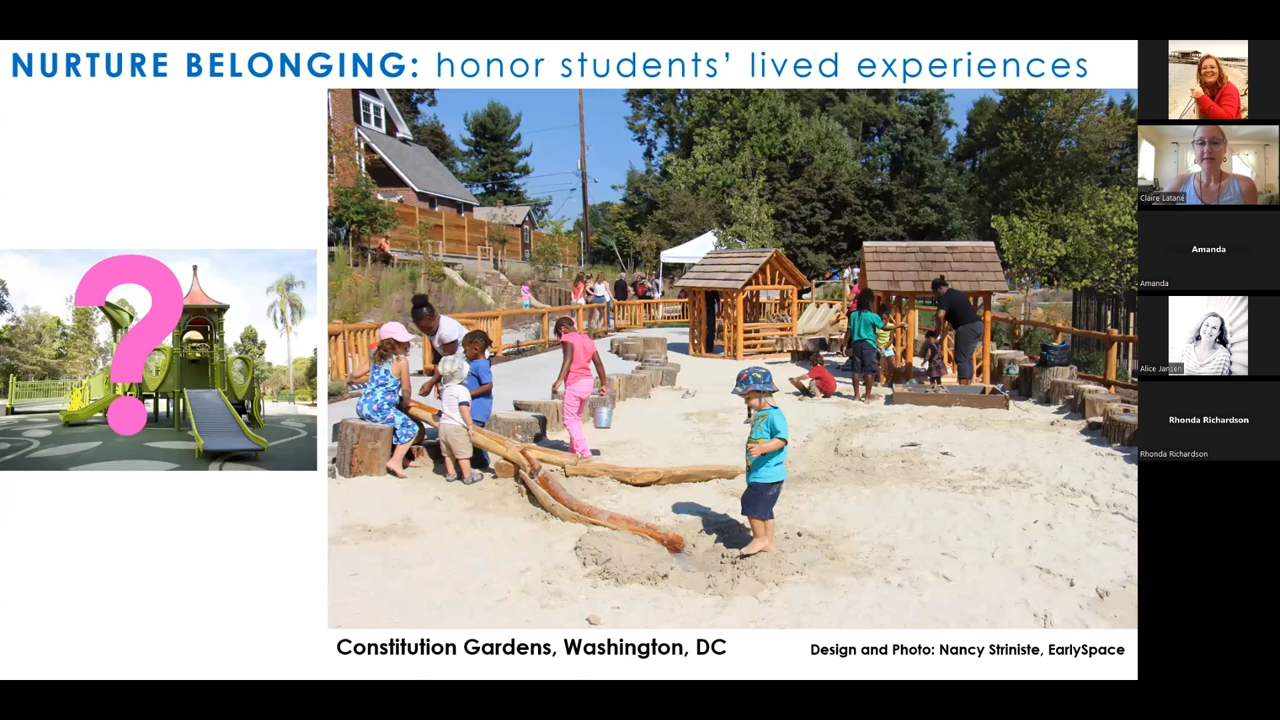 NURTURE BELONGING: honor students’ lived experiences
?
Constitution Gardens, Washington, DC
Design and Photo: Nancy Striniste, EarlySpace
Claire Latané
Amanda
Amanda
Alice Jansen
Rhonda Richardson
Rhonda Richardson